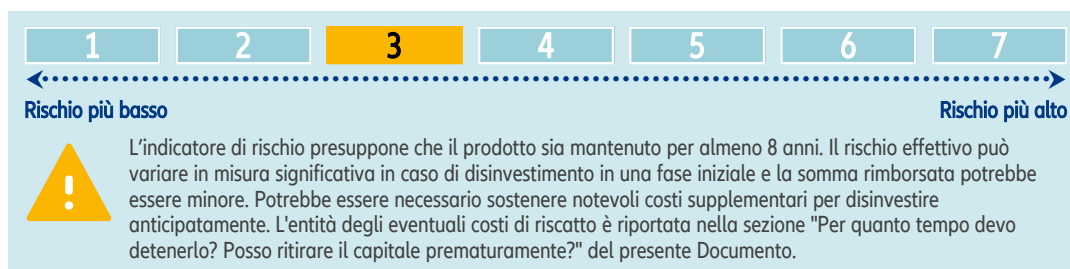 1 2 3 4 5 6 7
Rischio più basso Rischio più alto
L'indicatore di rischio presuppone che il prodotto sia mantenuto per almeno 8 anni. Il rischio effettivo può
variare in misura significativa in caso di disinvestimento in una fase iniziale e la somma rimborsata potrebbe
essere minore. Potrebbe essere necessario sostenere notevoli costi supplementari per disinvestire
anticipatamente. L'entità degli eventuali costi di riscatto è riportata nella sezione "Per quanto tempo devo
detenerlo? Posso ritirare il capitale prematuramente?" del presente Documento.